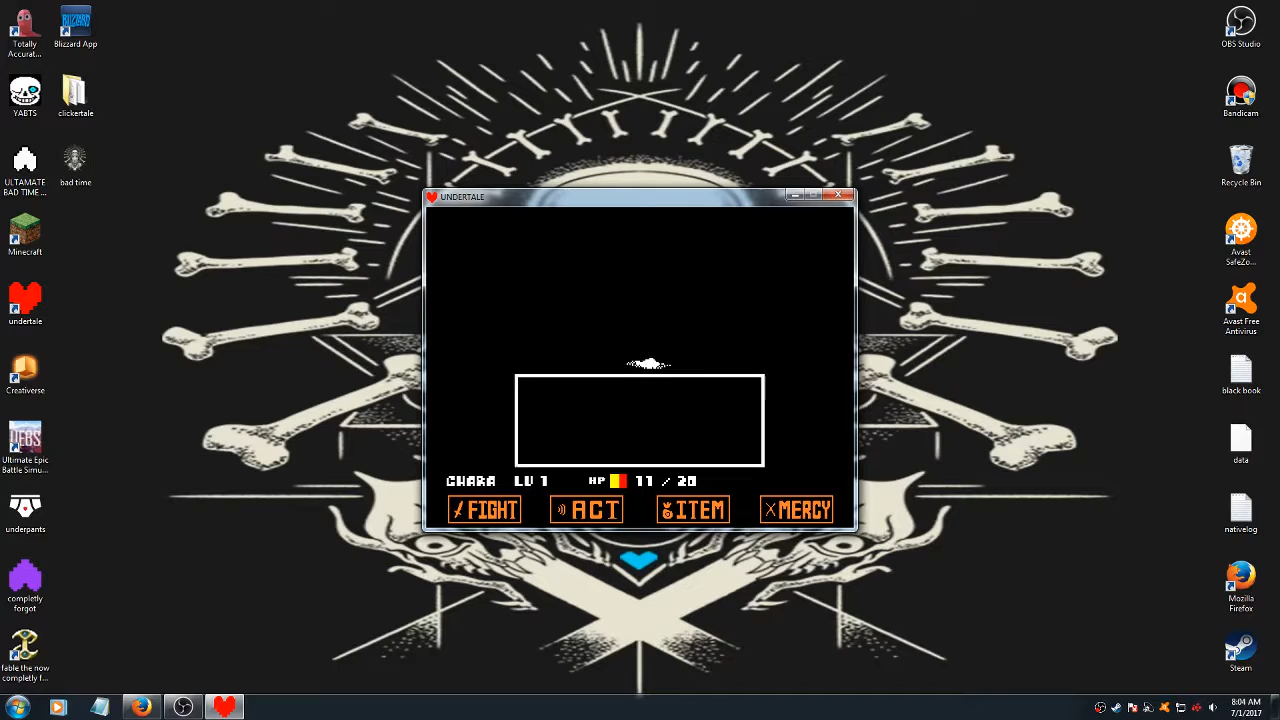 Totally
Accurat...
Blizzard App
YABTS
clickertale
ULTAMATE
BAD TIME...
bad time
Minecraft
undertale
Creativerse
Ultimate Epic
Battle Simu...
underpants
completly
forgot
fable the now
completly f...
UNDERTALE
CHARA LV 1 HP 11 / 20
FIGHT ACT ITEM MERCY
OBS Studio
Bandicam
Recycle Bin
Avast
SafeZo...
Avast Free
Antivirus
black book
data
nativelog
Mozilla
Firefox
Steam
8:04 AM
7/1/2017